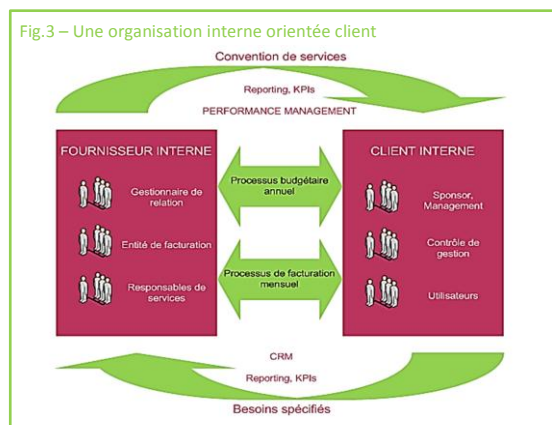 Fig.3 – Une organisation interne orientée client
Convention de services
Reporting, KPIs
PERFORMANCE MANAGEMENT
FOURNISSEUR INTERNE
Gestionnaire de
relation
Entité de facturation
Responsables de
services
Processus budgétaire
annuel
Processus de facturation
mensuel
CLIENT INTERNE
Sponsor,
Management
Contrôle de
gestion
Utilisateurs
CRM
Reporting, KPIs
Besoins spécifiés